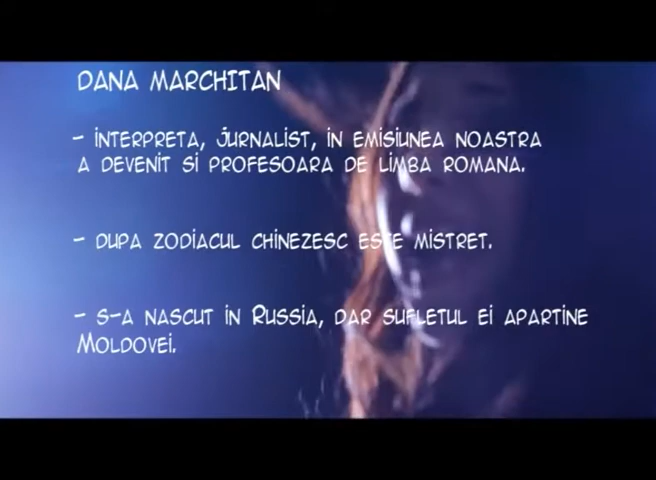 DANA MARCHITAN
- INTERPRETA, JURNALIST, IN EMISIUNEA NOASTRA
A DEVENIT SI PROFESOARA DE LIMBA ROMANA.
- DUPA ZODIACUL CHINEZESC ESTE MISTRET.
- S-A NASCUT IN RUSSIA, DAR SUFLETUL EI APARTINE
MOLDOVEI.